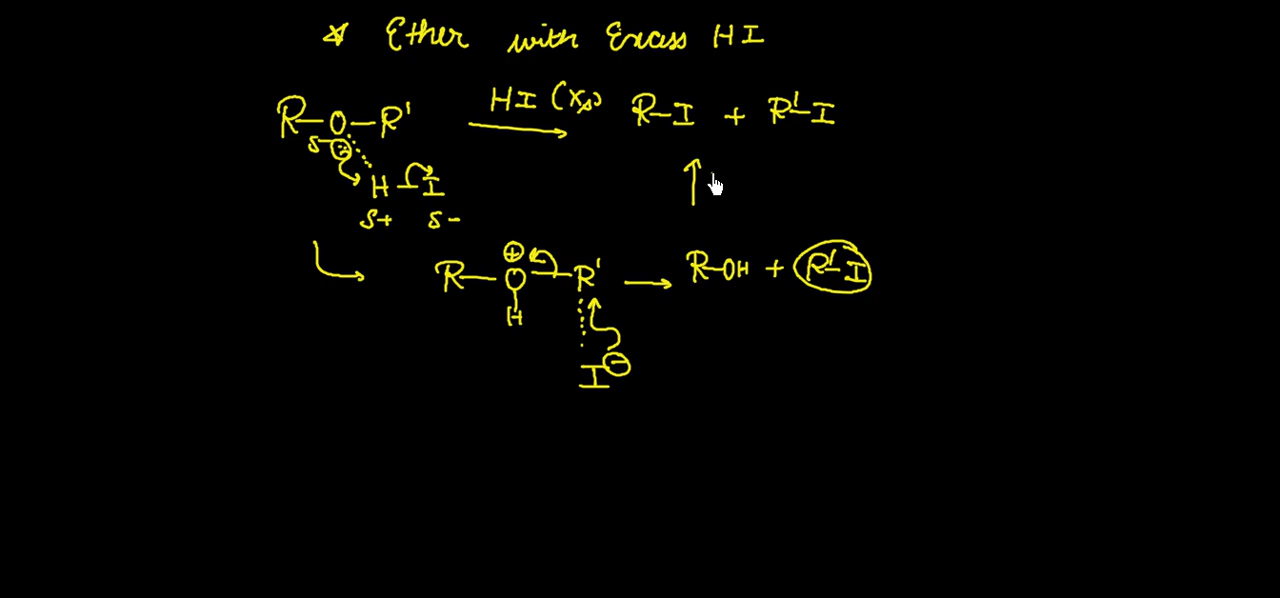 * Ether with Excess HI
R-O-R' HI (xs) R-I + R'-I
δ-
H-I
δ+ δ-
R-O-R' → R-OH + R'-I
⊕
H
I⊖